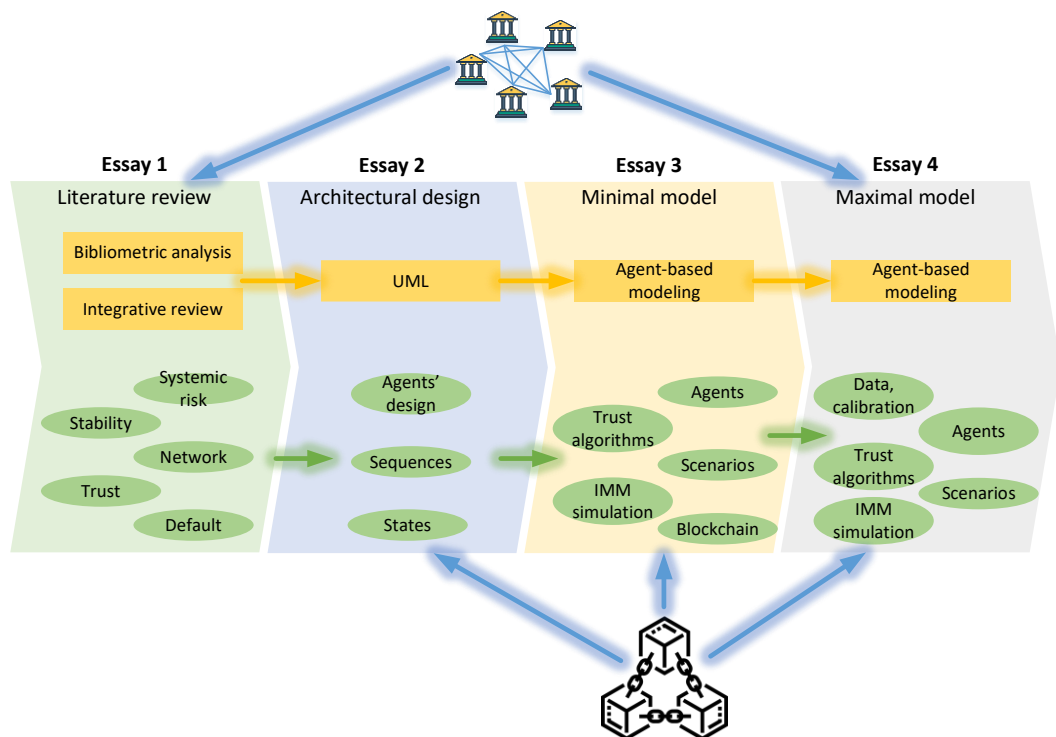 Essay 1
Literature review
Bibliometric analysis
Integrative review
Systemic
risk
Stability
Network
Trust
Default
Essay 2
Architectural design
UML
Agents’
design
Sequences
States
Essay 3
Minimal model
Agent-based
modeling
Agents
Trust
algorithms
Scenarios
IMM
simulation
Blockchain
Essay 4
Maximal model
Agent-based
modeling
Data,
calibration
Agents
Trust
algorithms
Scenarios
IMM
simulation